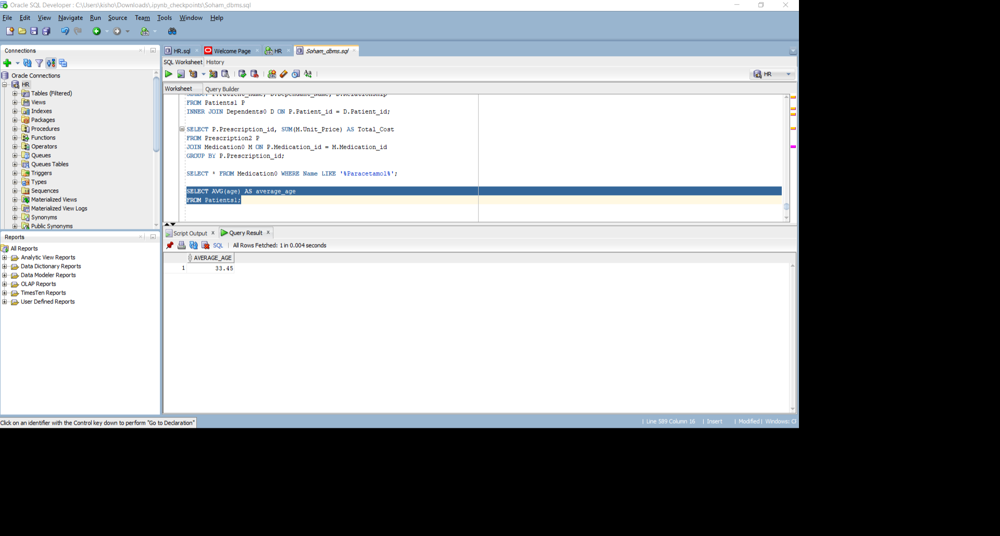 Oracle SQL Developer : C:\Users\kisho\Downloads\.ipynb_checkpoints\Soham_dbms.sql
File Edit View Navigate Run Source Team Tools Window Help
Connections
Oracle Connections
HR
Tables (Filtered)
Views
Indexes
Packages
Procedures
Functions
Operators
Queues
Queues Tables
Triggers
Types
Sequences
Materialized Views
Materialized View Logs
Synonyms
Public Synonyms
Reports
All Reports
Analytic View Reports
Data Dictionary Reports
Data Modeler Reports
OLAP Reports
TimesTen Reports
User Defined Reports
HR.sql Welcome Page HR Soham_dbms.sql
SQL Worksheet History
HR
Worksheet Query Builder
SELECT P.Patient_name, D.Dependant_Name, D.Relationship
FROM Patients1 P
INNER JOIN Dependents0 D ON P.Patient_id = D.Patient_id;
SELECT P.Prescription_id, SUM(M.Unit_Price) AS Total_Cost
FROM Prescription2 P
JOIN Medication0 M ON P.Medication_id = M.Medication_id
GROUP BY P.Prescription_id;
SELECT * FROM Medication0 WHERE Name LIKE '%Paracetamol%';
SELECT AVG(age) AS average_age
FROM Patients1;
Script Output Query Result
SQL All Rows Fetched: 1 in 0.004 seconds
AVERAGE_AGE
1 33.45
Click on an identifier with the Control key down to perform "Go to Declaration"
Line 589 Column 16 Insert Modified Windows: C